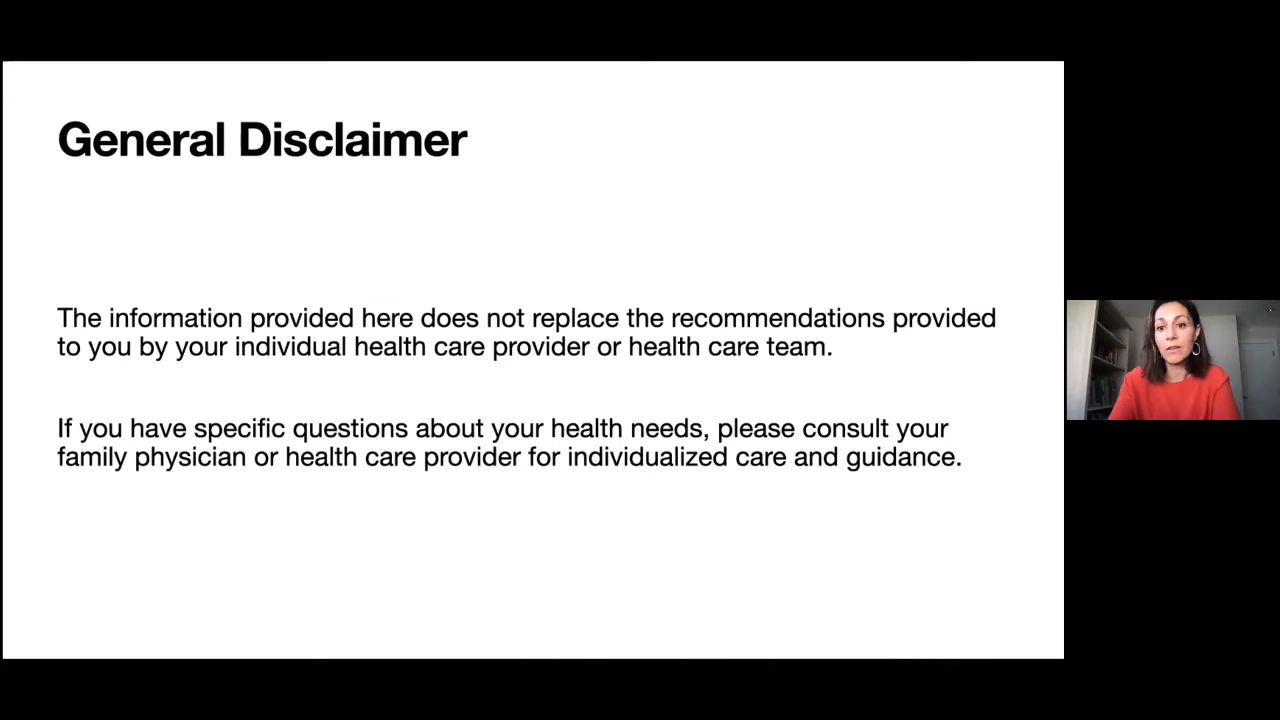 General Disclaimer
The information provided here does not replace the recommendations provided
to you by your individual health care provider or health care team.
If you have specific questions about your health needs, please consult your
family physician or health care provider for individualized care and guidance.